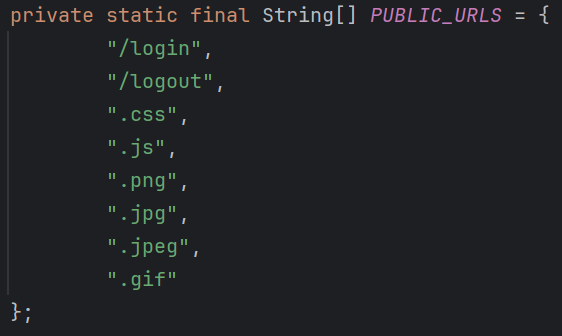 private static final String[] PUBLIC_URLS = {
"/login",
"/logout",
".css",
".js",
".png",
".jpg",
".jpeg",
".gif"
};